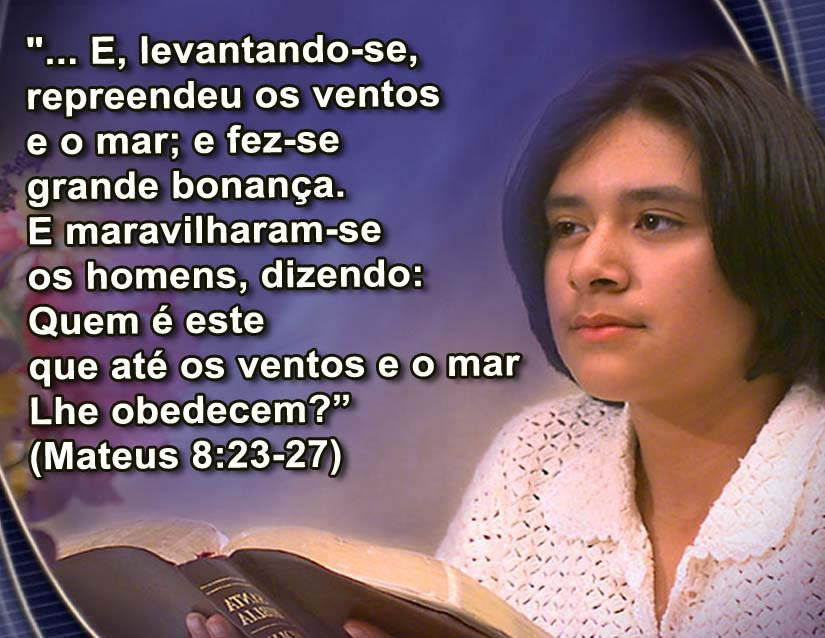 "... E, levantando-se,
repreendeu os ventos
e o mar; e fez-se
grande bonança.
E maravilharam-se
os homens, dizendo:
Quem é este
que até os ventos e o mar
Lhe obedecem?”
(Mateus 8:23-27)